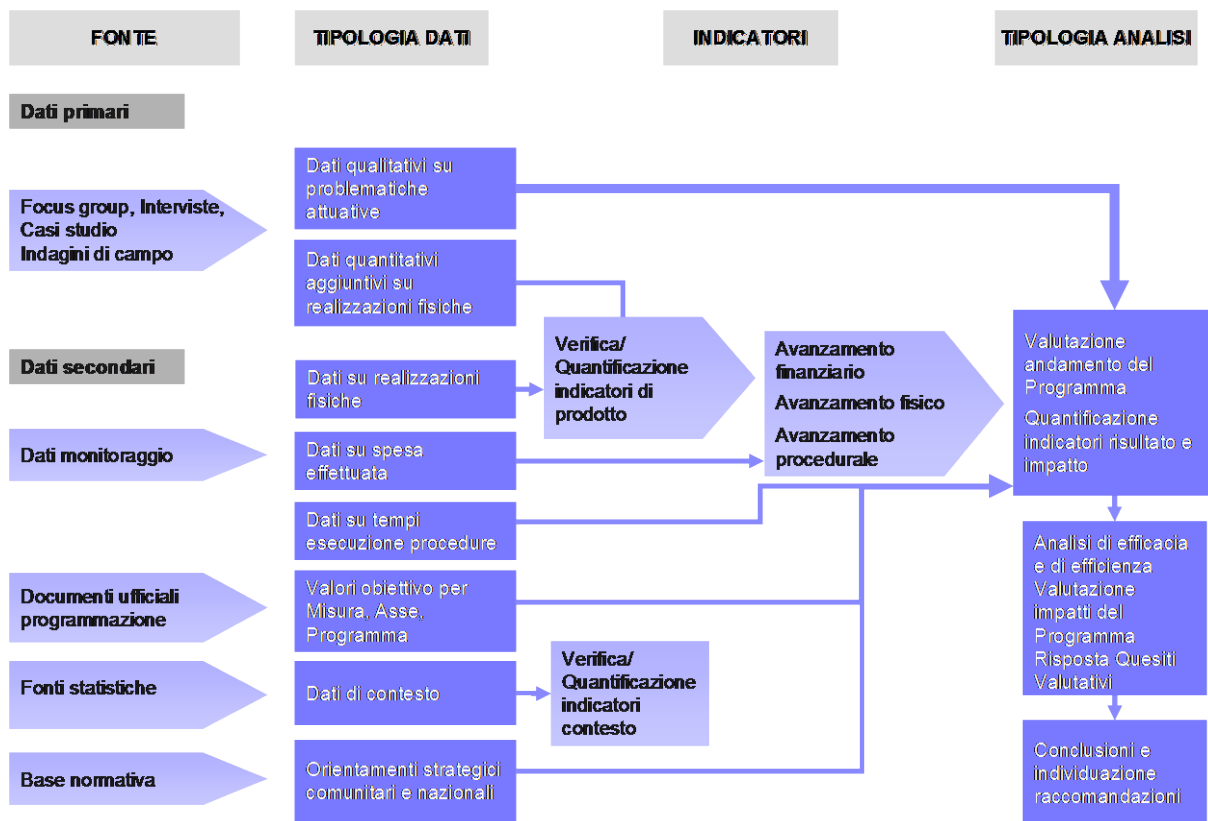 FONTE
TIPOLOGIA DATI
INDICATORI
TIPOLOGIA ANALISI
Dati primari
Focus group, Interviste,
Casi studio
Indagini di campo
Dati qualitativi su
problematiche
attuative
Dati quantitativi
aggiuntivi su
realizzazioni fisiche
Dati secondari
Dati monitoraggio
Dati su realizzazioni
fisiche
Dati su spesa
effettuata
Dati su tempi
esecuzione procedure
Verifica/
Quantificazione
indicatori di
prodotto
Avanzamento
finanziario
Avanzamento fisico
Avanzamento
procedurale
Valutazione
andamento del
Programma
Quantificazione
indicatori risultato e
impatto
Documenti ufficiali
programmazione
Valori obiettivo per
Misura, Asse,
Programma
Fonti statistiche
Dati di contesto
Verifica/
Quantificazione
indicatori
contesto
Base normativa
Orientamenti strategici
comunitari e nazionali
Analisi di efficacia
e di efficienza
Valutazione
impatti del
Programma
Risposta Quesiti
Valutativi
Conclusioni e
individuazione
raccomandazioni